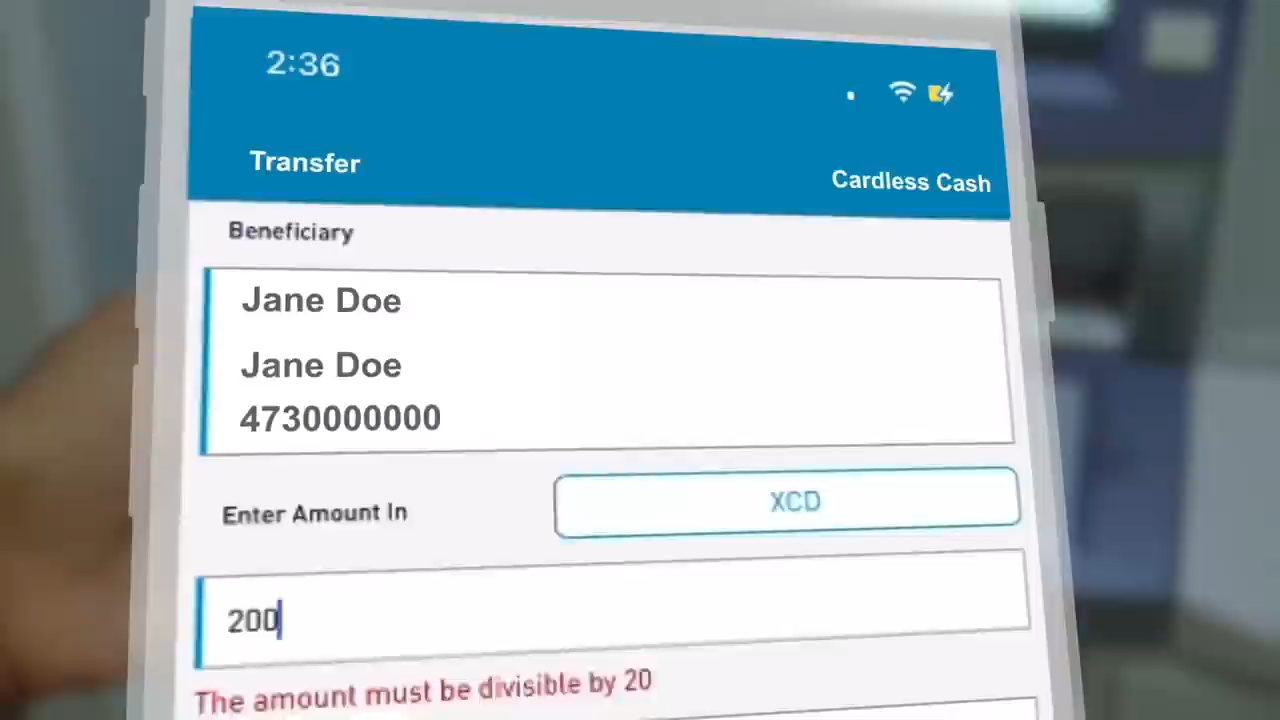 2:36
Transfer
Cardless Cash
Beneficiary
Jane Doe
Jane Doe
4730000000
Enter Amount In
XCD
200
The amount must be divisible by 20